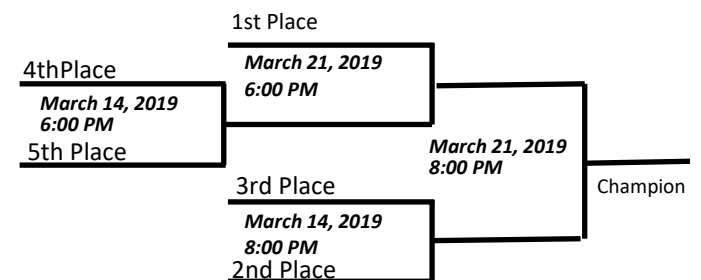 1st Place
March 21, 2019
6:00 PM
4thPlace
March 14, 2019
6:00 PM
5th Place
March 21, 2019
8:00 PM
Champion
3rd Place
March 14, 2019
8:00 PM
2nd Place